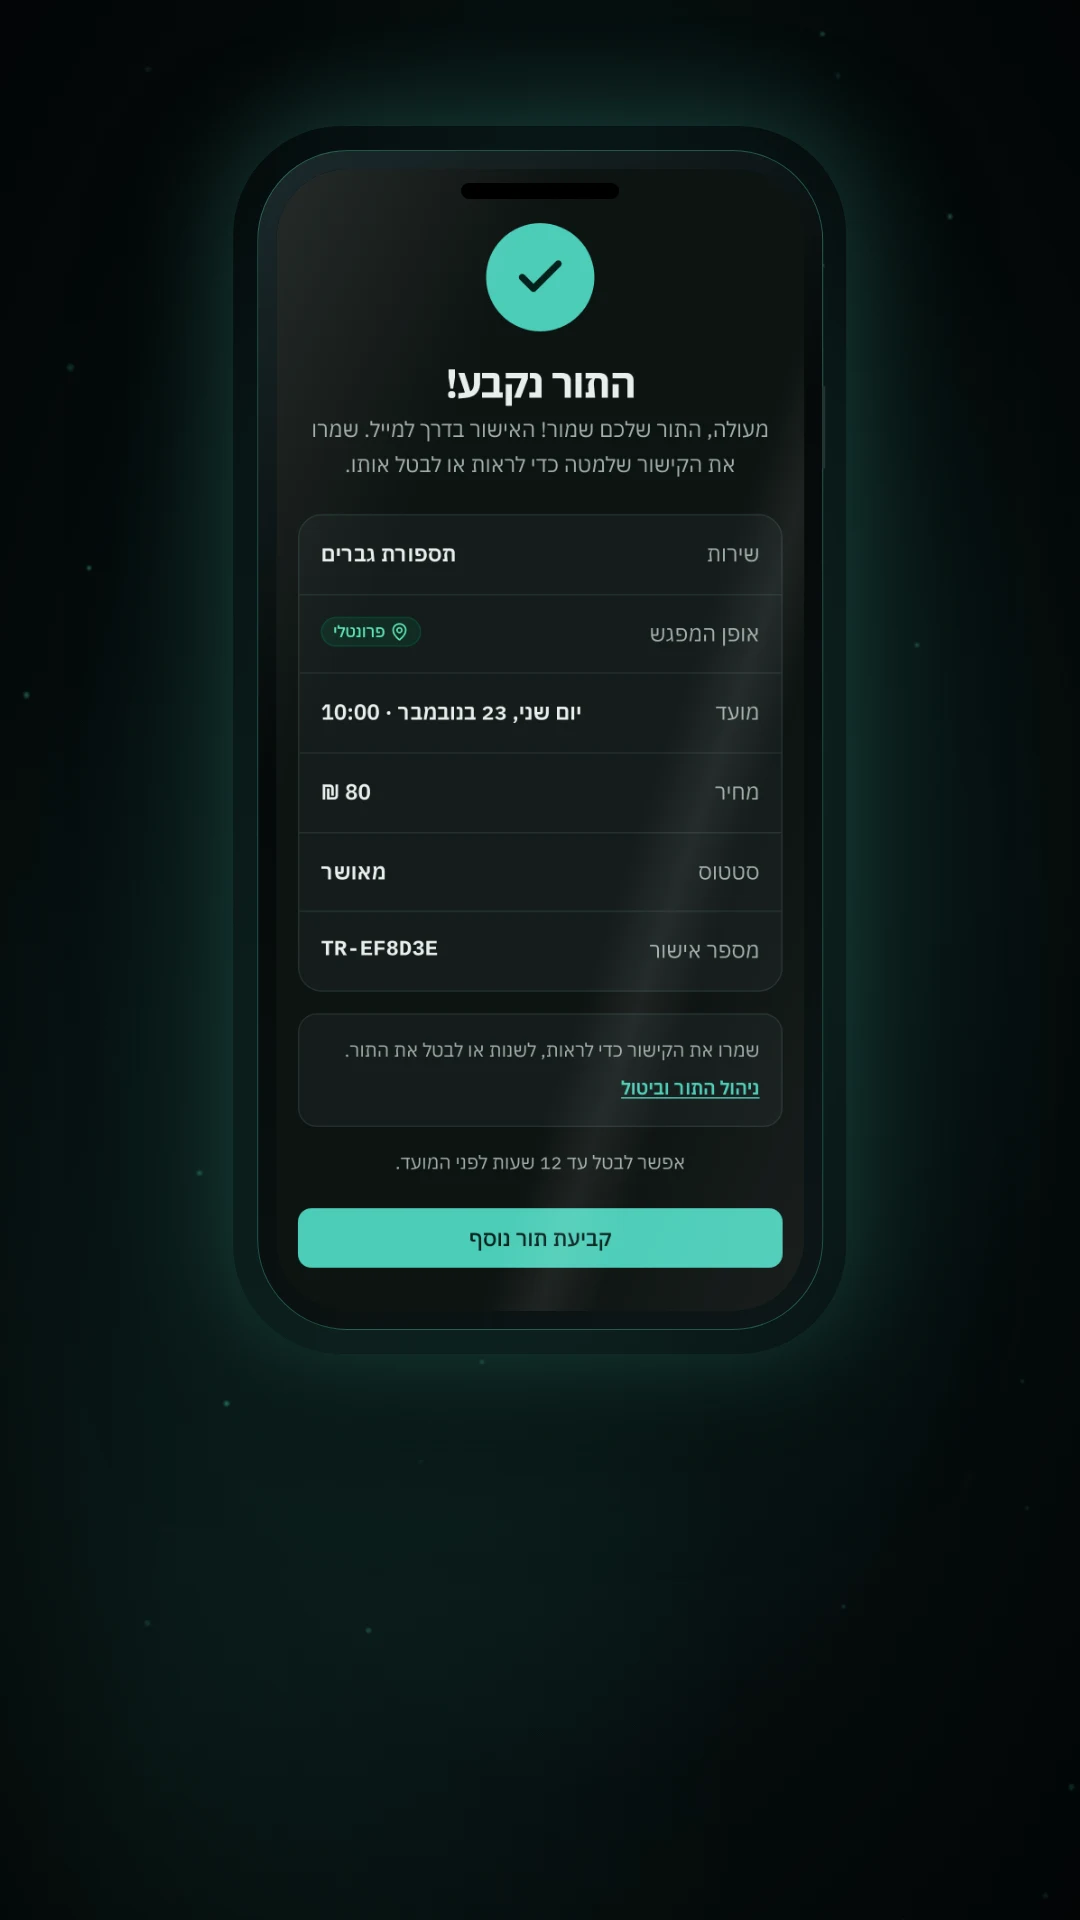 התור נקבע!
מעולה, התור שלכם שמור! האישור בדרך למייל. שמרו
את הקישור שלמטה כדי לראות או לבטל אותו.
שירות תספורת גברים
אופן המפגש פרונטלי
מועד יום שני, 23 בנובמבר · 10:00
מחיר 80 ₪
סטטוס מאושר
מספר אישור TR-EF8D3E
שמרו את הקישור כדי לראות, לשנות או לבטל את התור.
ניהול התור וביטול
אפשר לבטל עד 12 שעות לפני המועד.
קביעת תור נוסף